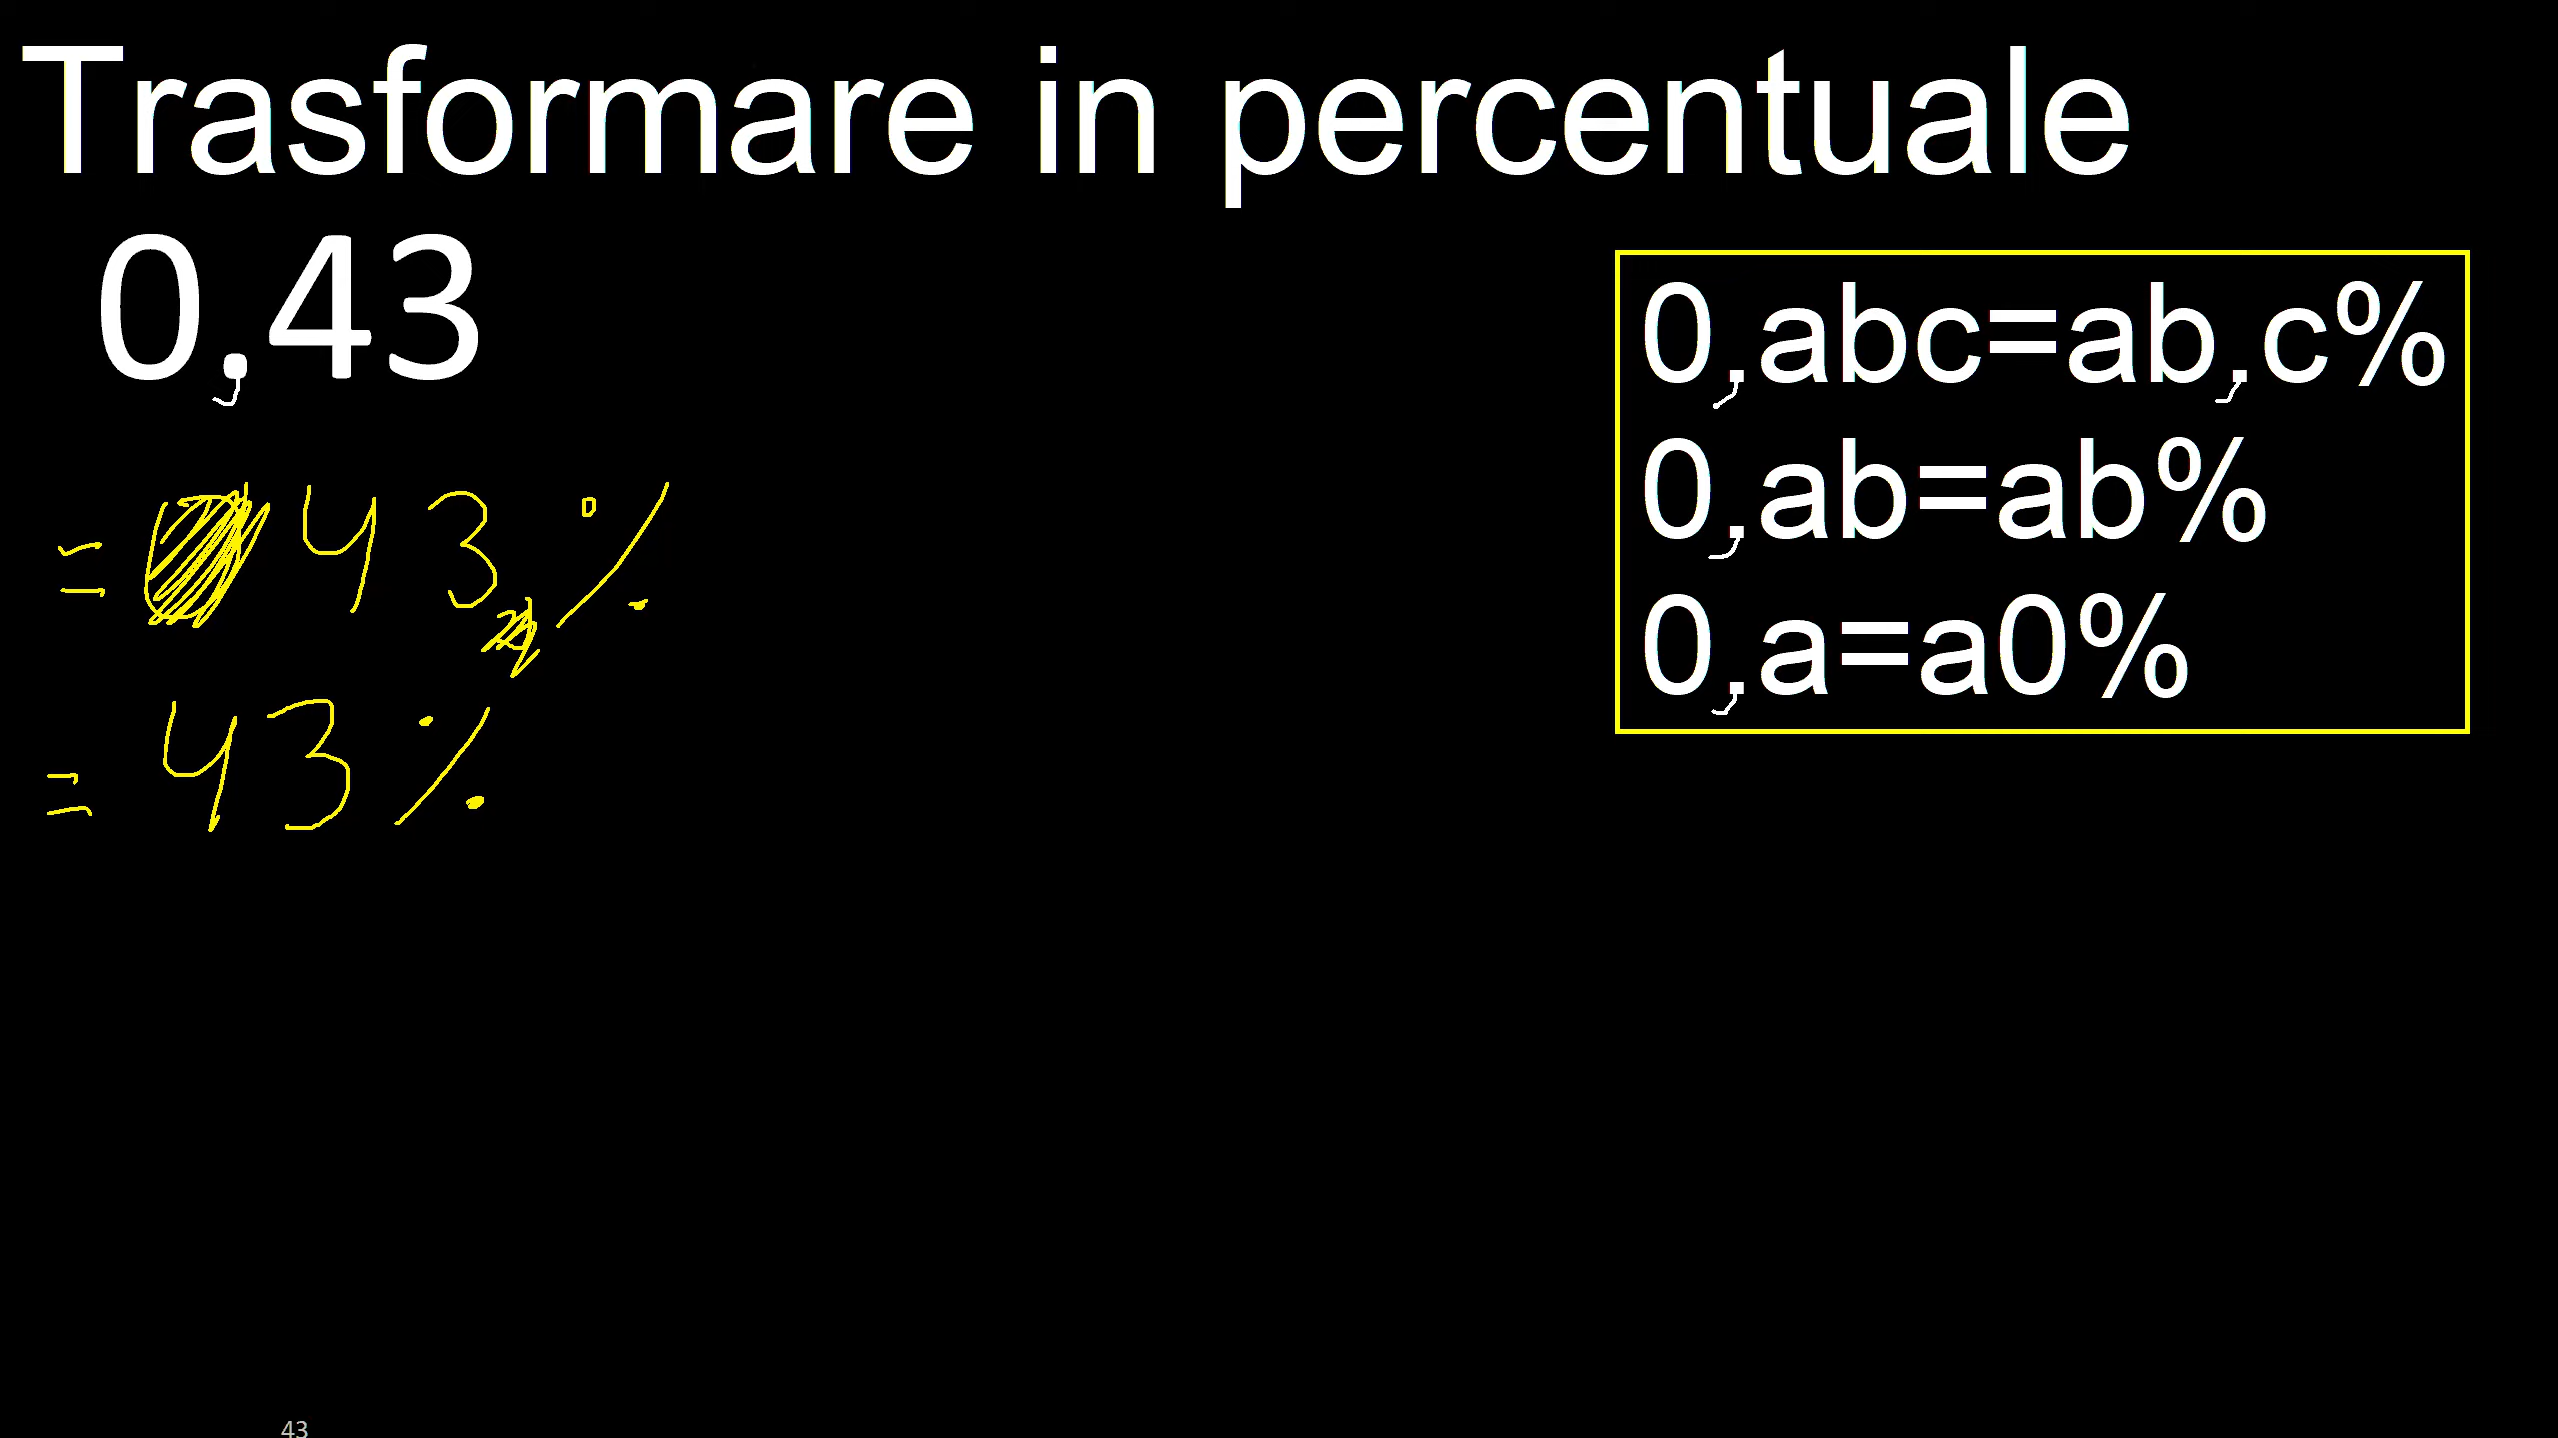 Trasformare in percentuale
0,43
= 43%
= 43%
0,abc=ab,c%
0,ab=ab%
0,a=a0%
43